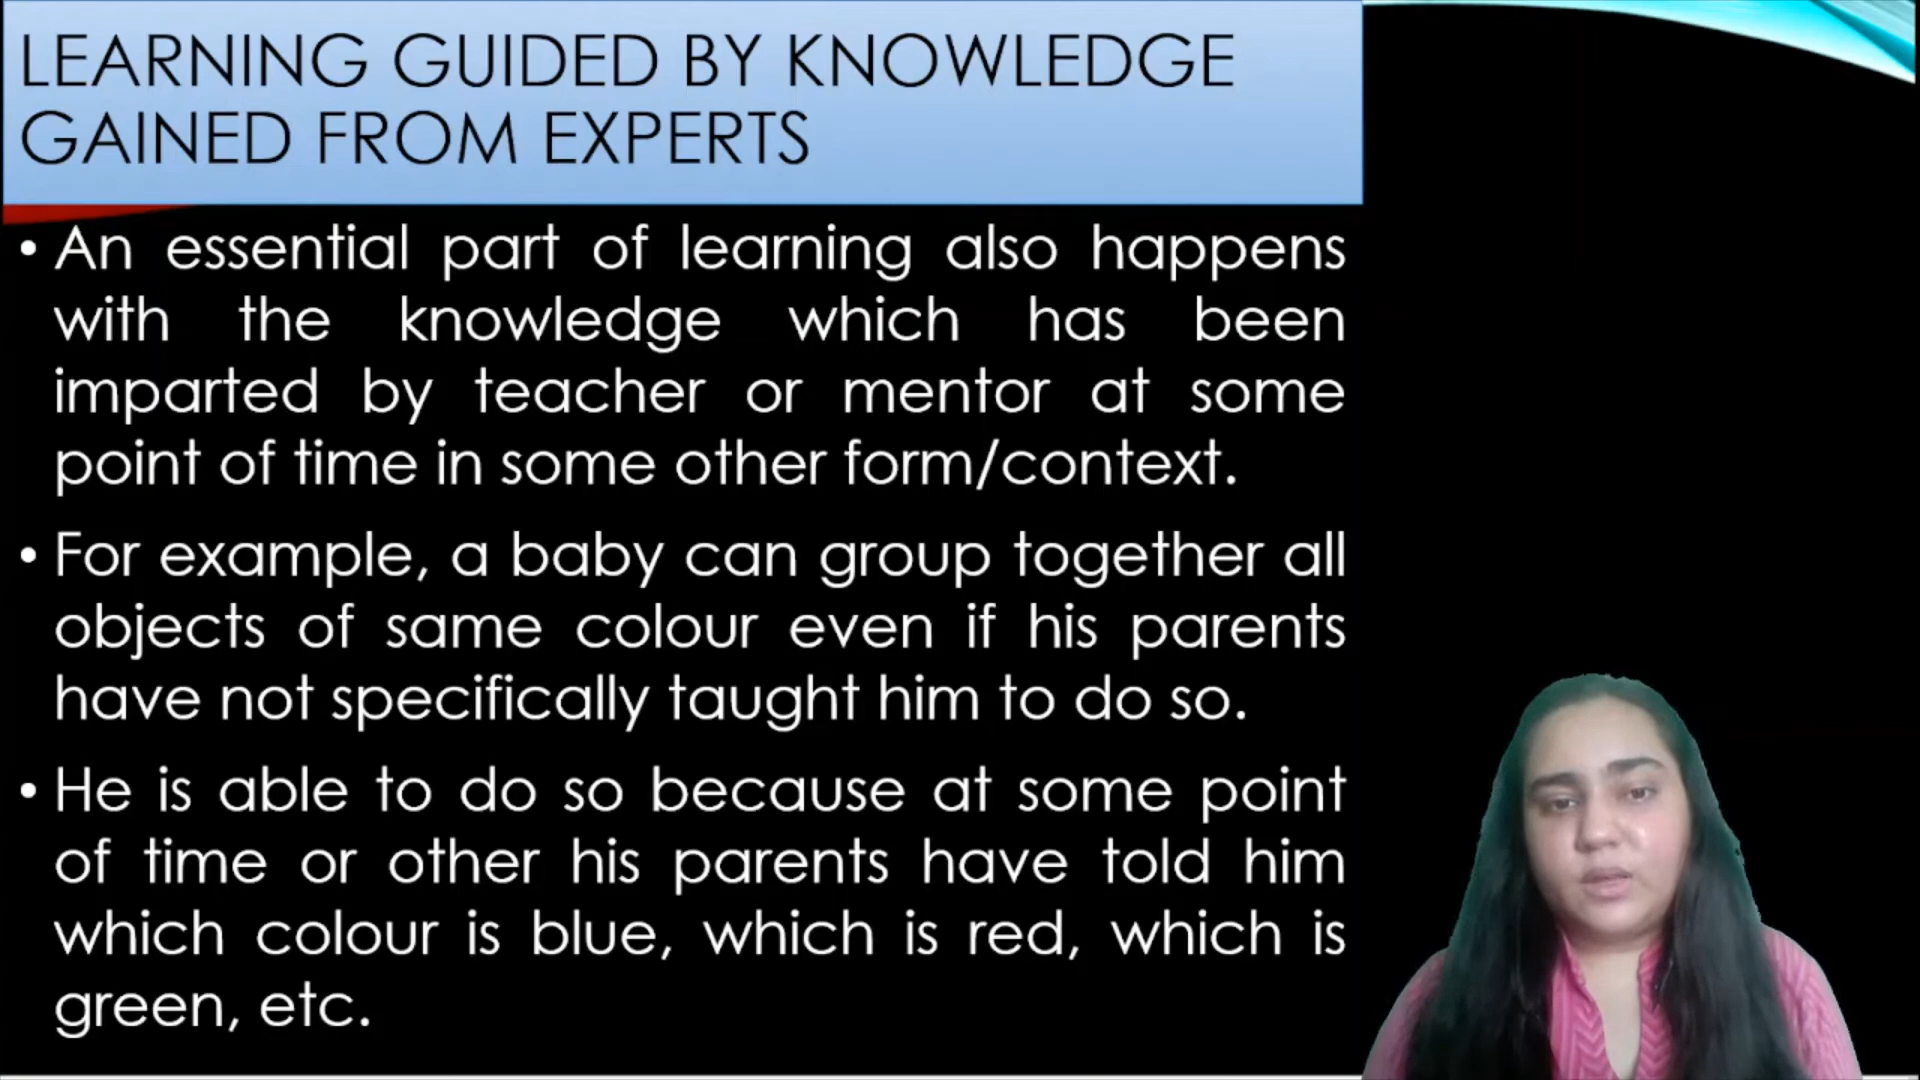 LEARNING GUIDED BY KNOWLEDGE
GAINED FROM EXPERTS
• An essential part of learning also happens
with the knowledge which has been
imparted by teacher or mentor at some
point of time in some other form/context.
• For example, a baby can group together all
objects of same colour even if his parents
have not specifically taught him to do so.
• He is able to do so because at some point
of time or other his parents have told him
which colour is blue, which is red, which is
green, etc.